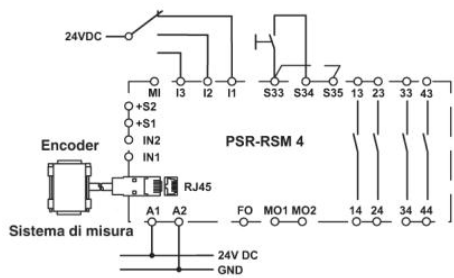 24VDC
MI I3 I2 I1 S33 S34 S35 13 23 33 43
+S2
+S1
IN2
IN1
PSR-RSM 4
Encoder
RJ45
Sistema di misura
A1 A2 FO MO1 MO2 14 24 34 44
24V DC
GND